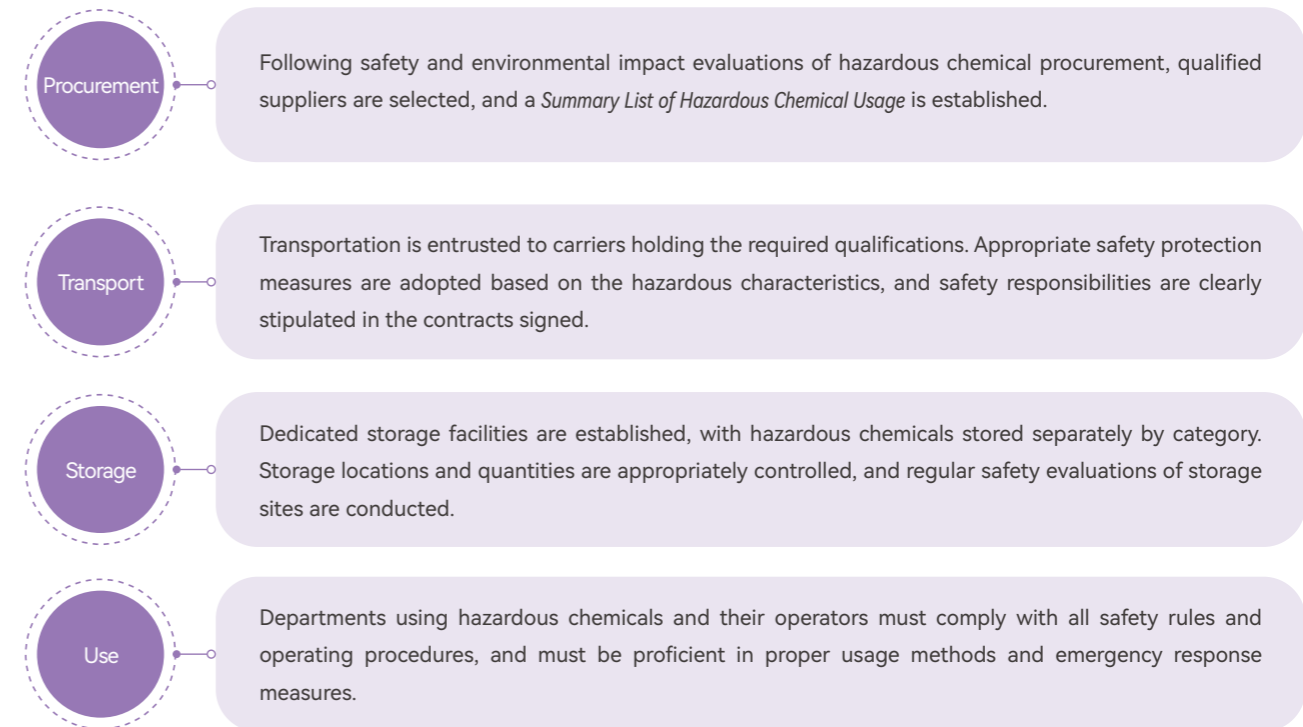 Procurement
Following safety and environmental impact evaluations of hazardous chemical procurement, qualified
suppliers are selected, and a Summary List of Hazardous Chemical Usage is established.
Transport
Transportation is entrusted to carriers holding the required qualifications. Appropriate safety protection
measures are adopted based on the hazardous characteristics, and safety responsibilities are clearly
stipulated in the contracts signed.
Storage
Dedicated storage facilities are established, with hazardous chemicals stored separately by category.
Storage locations and quantities are appropriately controlled, and regular safety evaluations of storage
sites are conducted.
Use
Departments using hazardous chemicals and their operators must comply with all safety rules and
operating procedures, and must be proficient in proper usage methods and emergency response
measures.